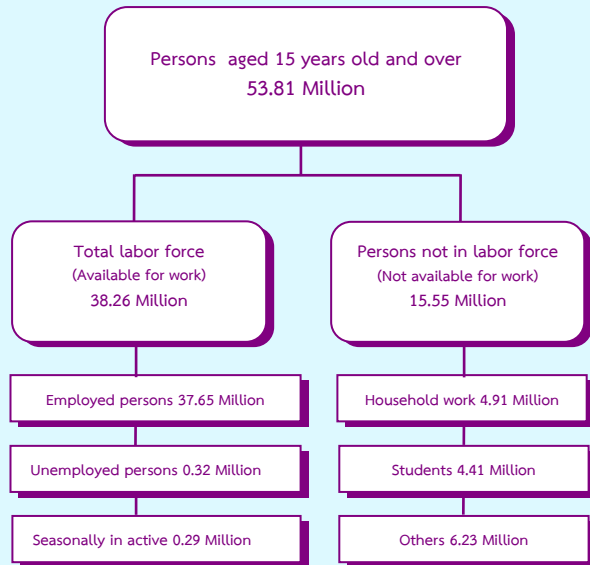 Persons aged 15 years old and over
53.81 Million
Total labor force
(Available for work)
38.26 Million
Persons not in labor force
(Not available for work)
15.55 Million
Employed persons 37.65 Million
Household work 4.91 Million
Unemployed persons 0.32 Million
Students 4.41 Million
Seasonally in active 0.29 Million
Others 6.23 Million